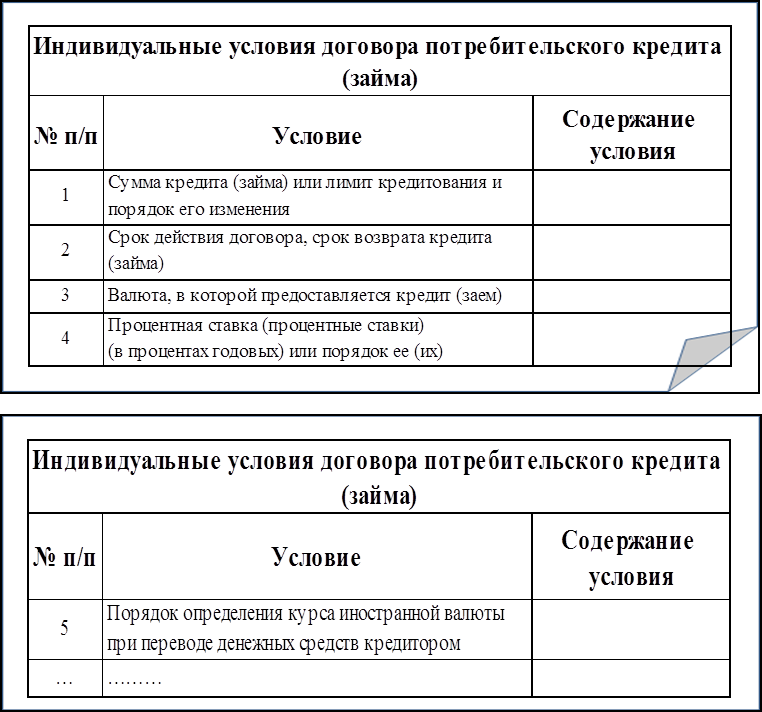 Индивидуальные условия договора потребительского кредита
(займа)
№ п/п
Условие
Содержание
условия
1
Сумма кредита (займа) или лимит кредитования и
порядок его изменения
2
Срок действия договора, срок возврата кредита
(займа)
3
Валюта, в которой предоставляется кредит (заем)
4
Процентная ставка (процентные ставки)
(в процентах годовых) или порядок ее (их)
Индивидуальные условия договора потребительского кредита
(займа)
№ п/п
Условие
Содержание
условия
5
Порядок определения курса иностранной валюты
при переводе денежных средств кредитором
…
………